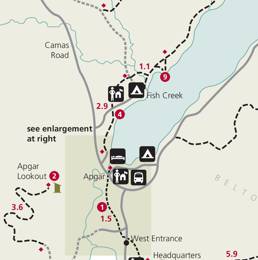 Camas
Road
1.1
9
Fish Creek
2.9
4
see enlargement
at right
Apgar
Lookout
2
Apgar
3.6
1
1.5
West Entrance
Headquarters
5.9
BELTO